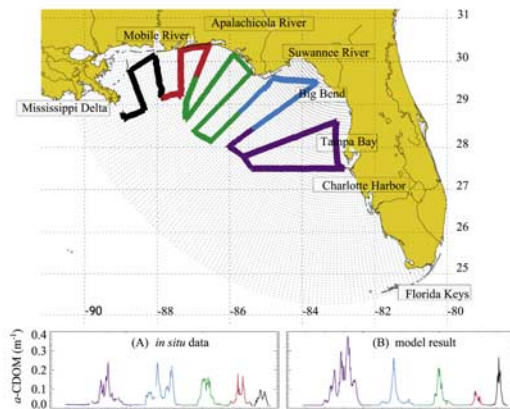 31
Apalachicola River
Mobile River
Suwannee River
30
29
Big Bend
Mississippi Delta
28
Tampa Bay
27
Charlotte Harbor
26
25
Florida Keys
-90 -88 -86 -84 -82 -80
a-CDOM (m⁻¹)
0.4
0.3
0.2
0.1
0.0
(A) in situ data
(B) model result